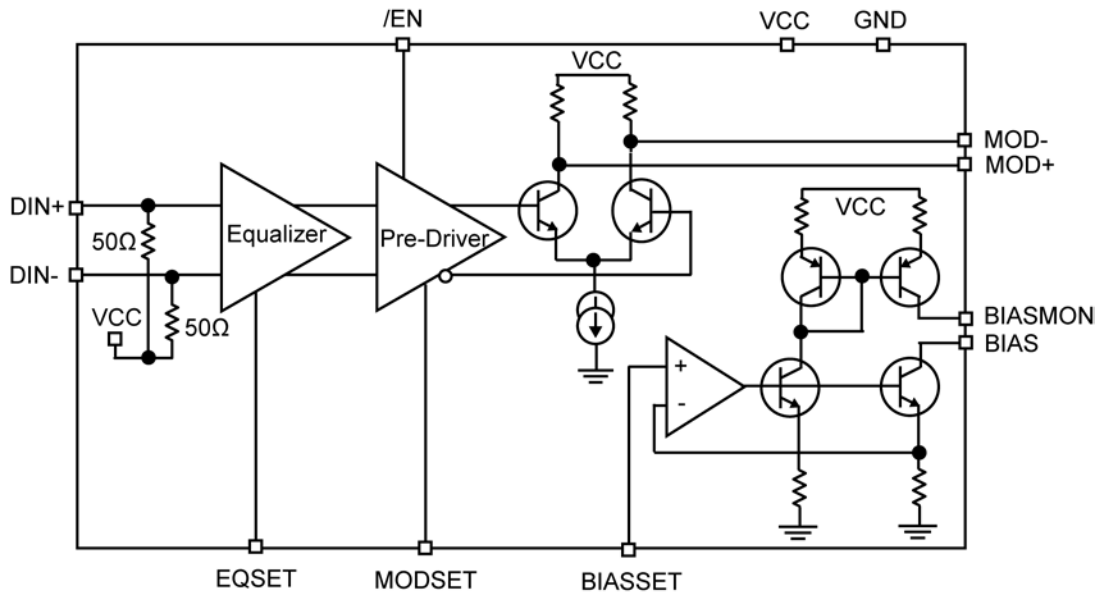 /EN
VCC
GND
VCC
MOD-
MOD+
DIN+
Equalizer
Pre-Driver
VCC
50Ω
DIN-
VCC
50Ω
BIASMON
BIAS
+
-
EQSET
MODSET
BIASSET